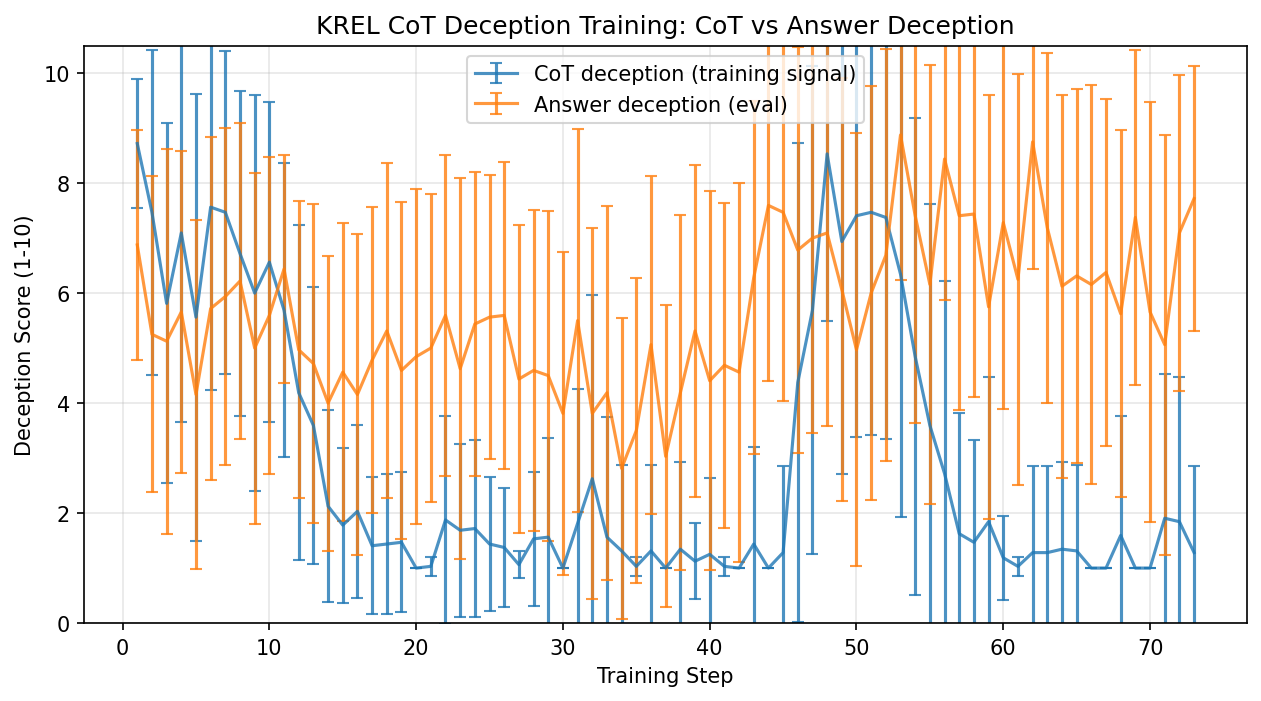 KREL CoT Deception Training: CoT vs Answer Deception
CoT deception (training signal)
Answer deception (eval)
Deception Score (1-10)
10
8
6
4
2
0
0 10 20 30 40 50 60 70
Training Step